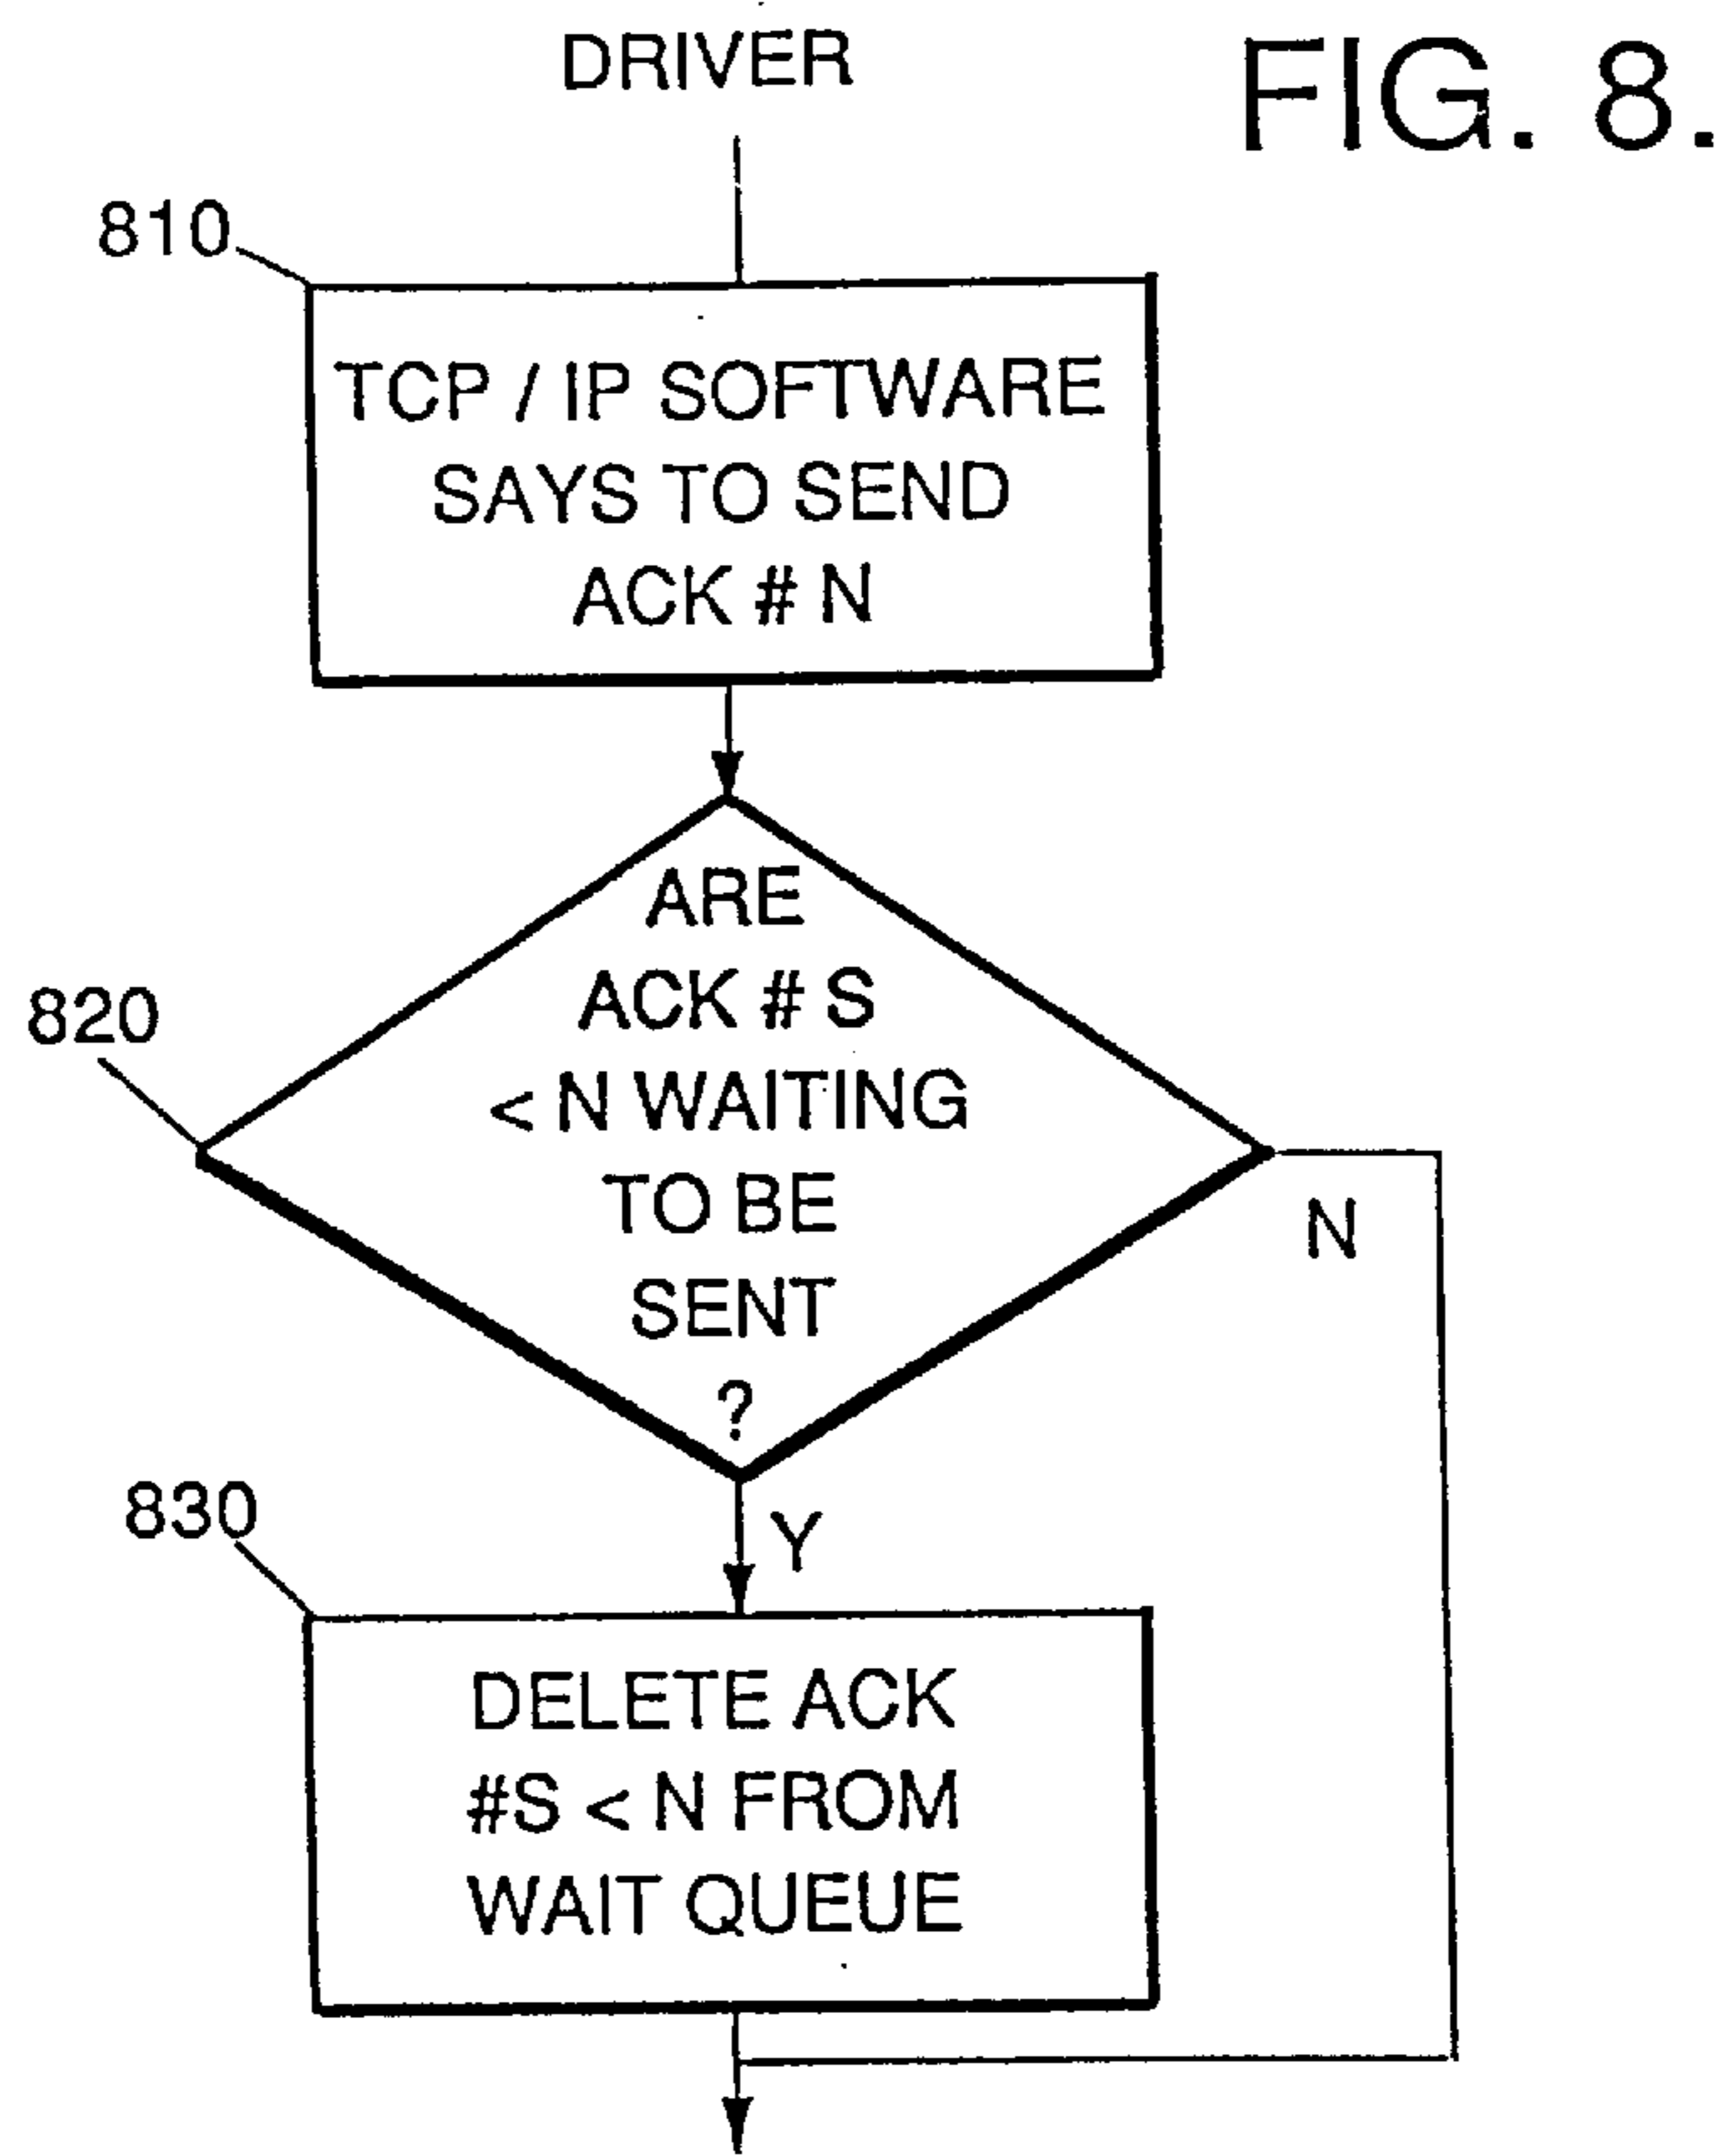 DRIVER
FIG. 8.
810
TCP / IP SOFTWARE
SAYS TO SEND
ACK # N
ARE
ACK # S
< N WAITING
TO BE
SENT
?
820
N
Y
830
DELETE ACK
#S < N FROM
WAIT QUEUE